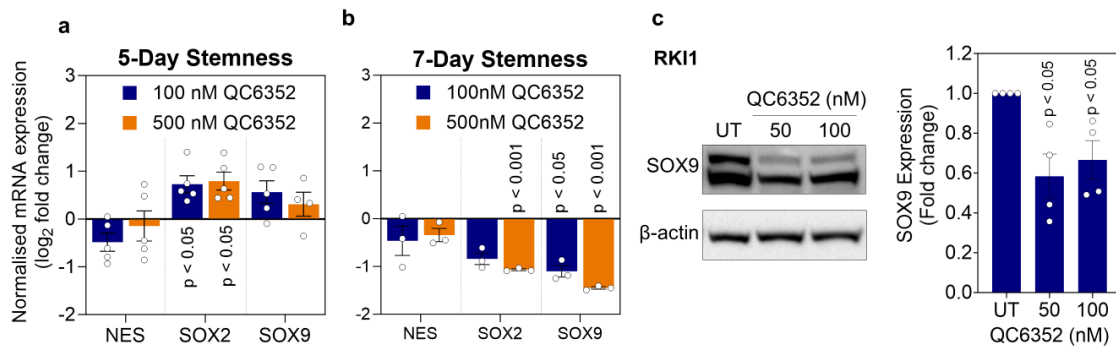 a
5-Day Stemness
Normalised mRNA expression
(log2 fold change)
3
2
1
0
-1
-2
100 nM QC6352
500 nM QC6352
p < 0.05
p < 0.05
NES
SOX2
SOX9
b
7-Day Stemness
3
2
1
0
-1
-2
100nM QC6352
500nM QC6352
p < 0.001
p < 0.05
p < 0.001
NES
SOX2
SOX9
c
RKI1
QC6352 (nM)
UT
50
100
SOX9
β-actin
SOX9 Expression
(Fold change)
1.2
1.0
0.8
0.6
0.4
0.2
0.0
p < 0.05
p < 0.05
UT
50
100
QC6352 (nM)